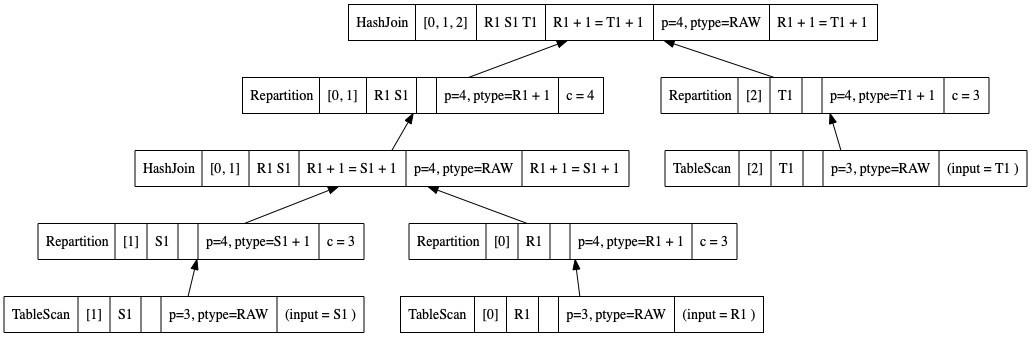 HashJoin [0, 1, 2] R1 S1 T1 R1 + 1 = T1 + 1 p=4, ptype=RAW R1 + 1 = T1 + 1
Repartition [0, 1] R1 S1 p=4, ptype=R1 + 1 c = 4
Repartition [2] T1 p=4, ptype=T1 + 1 c = 3
HashJoin [0, 1] R1 S1 R1 + 1 = S1 + 1 p=4, ptype=RAW R1 + 1 = S1 + 1
TableScan [2] T1 p=3, ptype=RAW (input = T1 )
Repartition [1] S1 p=4, ptype=S1 + 1 c = 3
Repartition [0] R1 p=4, ptype=R1 + 1 c = 3
TableScan [1] S1 p=3, ptype=RAW (input = S1 )
TableScan [0] R1 p=3, ptype=RAW (input = R1 )